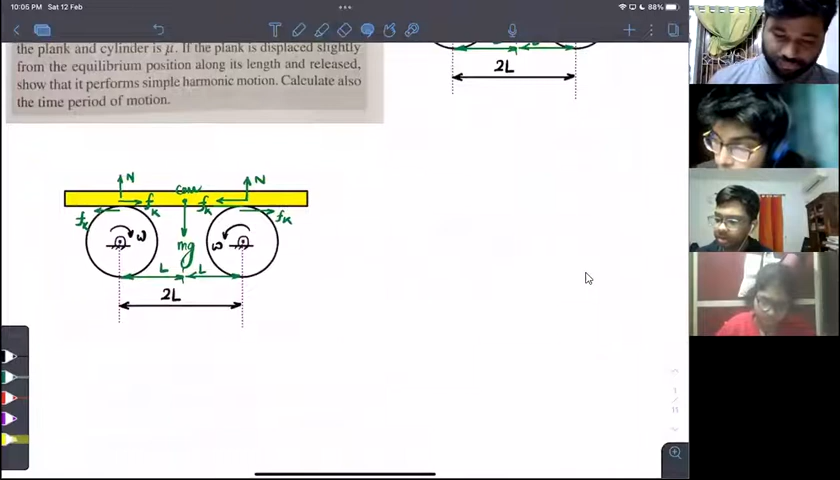 10:05 PM Sat 12 Feb
88%
the plank and cylinder is μ. If the plank is displaced slightly
from the equilibrium position along its length and released,
show that it performs simple harmonic motion. Calculate also
the time period of motion.
2L
N
N
com
fk
fk
fk
fk
ω
ω
mg
L
L
2L
1
/
15